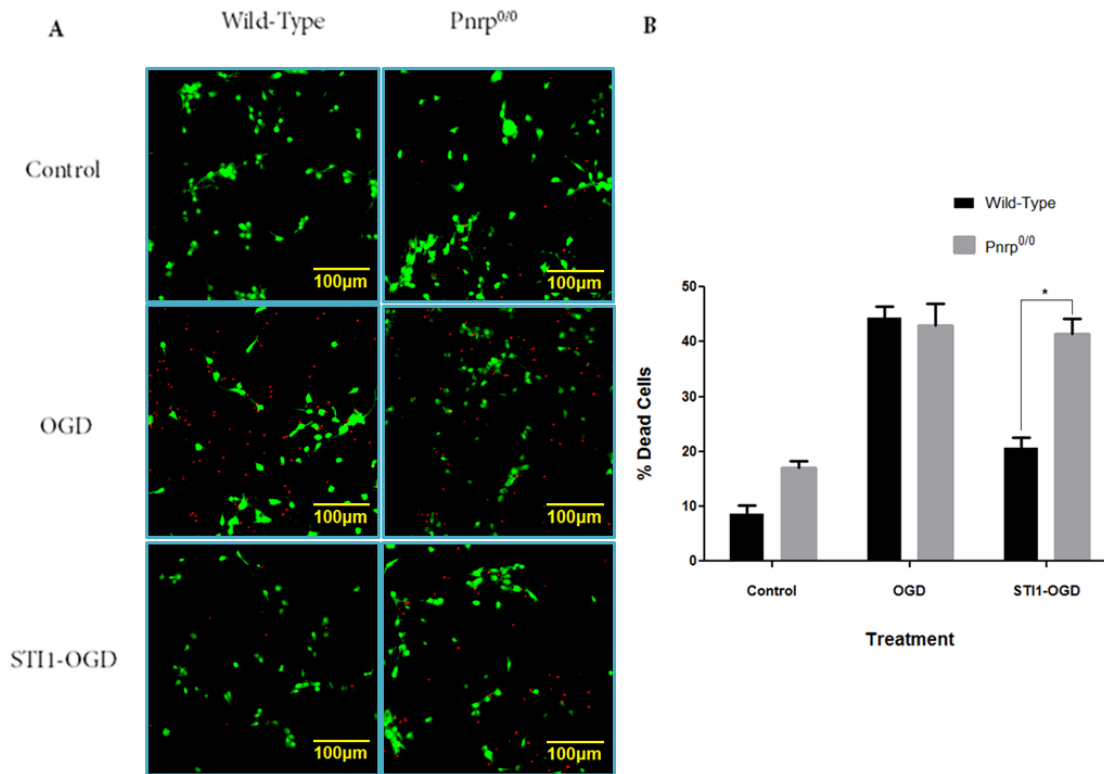 A
Wild-Type
Pnrp0/0
Control
100µm
100µm
OGD
100µm
100µm
STI1-OGD
100µm
100µm
B
Wild-Type
Pnrp0/0
50
40
30
20
10
0
% Dead Cells
*
Control
OGD
STI1-OGD
Treatment